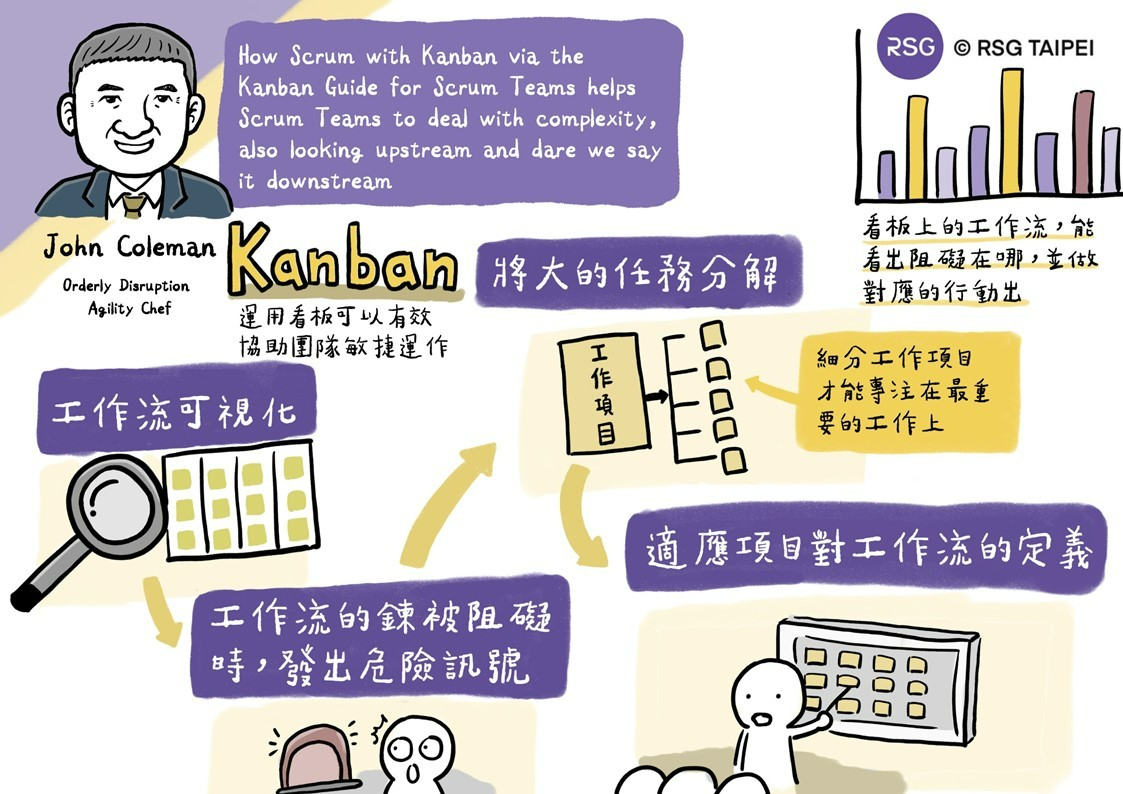 How Scrum with Kanban via the
Kanban Guide for Scrum Teams helps
Scrum Teams to deal with complexity,
also looking upstream and dare we say
it downstream
RSG © RSG TAIPEI
John Coleman
Orderly Disruption
Agility Chef
Kanban
運用看板可以有效
協助團隊敏捷運作
將大的任務分解
看板上的工作流，能
看出阻礙在哪，並做
對應的行動出
工作項目
細分工作項目
才能專注在最重
要的工作上
工作流可視化
工作流的鍊被阻礙
時，發出危險訊號
適應項目對工作流的定義